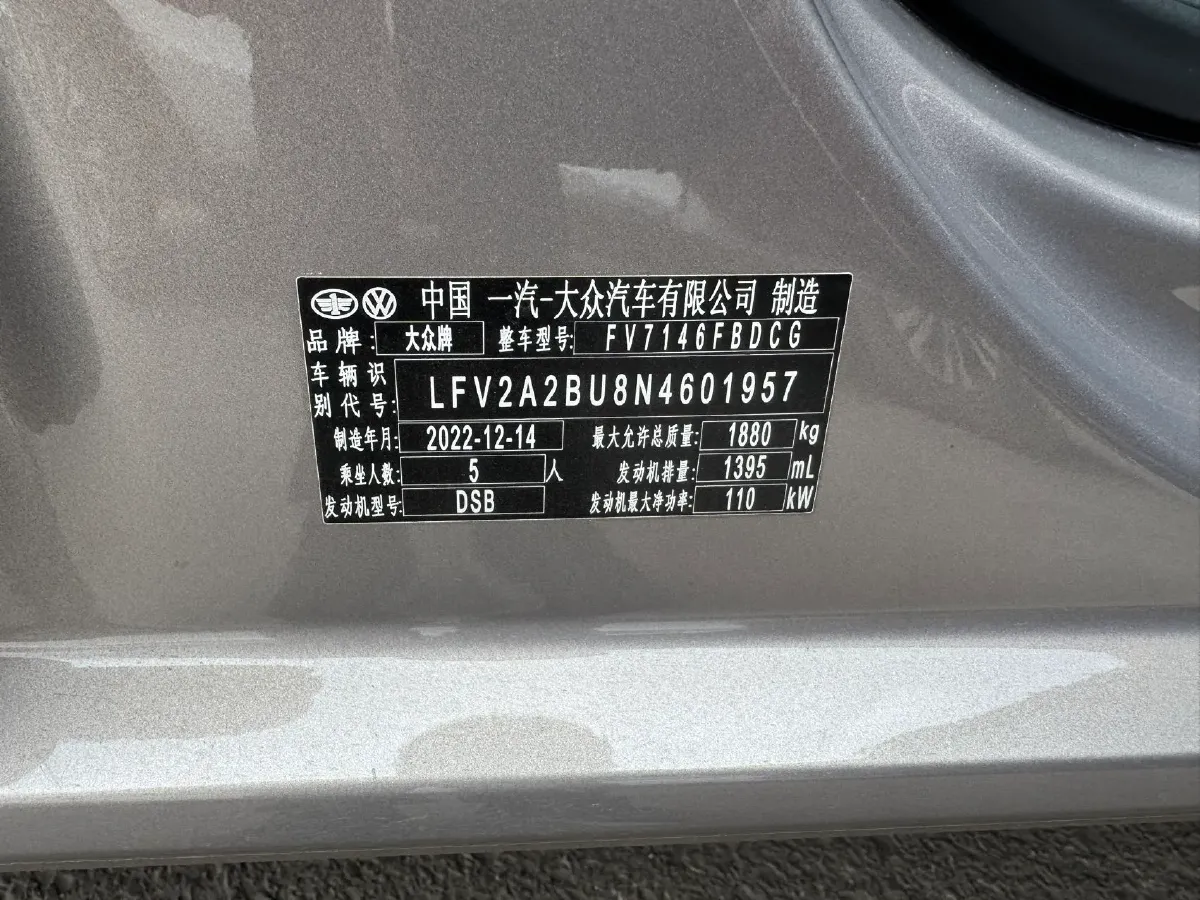 中国 一汽-大众汽车有限公司 制造
品牌: 大众牌 整车型号: FV7146FBDCG
车辆识别代号: LFV2A2BU8N4601957
制造年月: 2022-12-14 最大允许总质量: 1880 kg
乘坐人数: 5 人 发动机排量: 1395 mL
发动机型号: DSB 发动机最大净功率: 110 kW